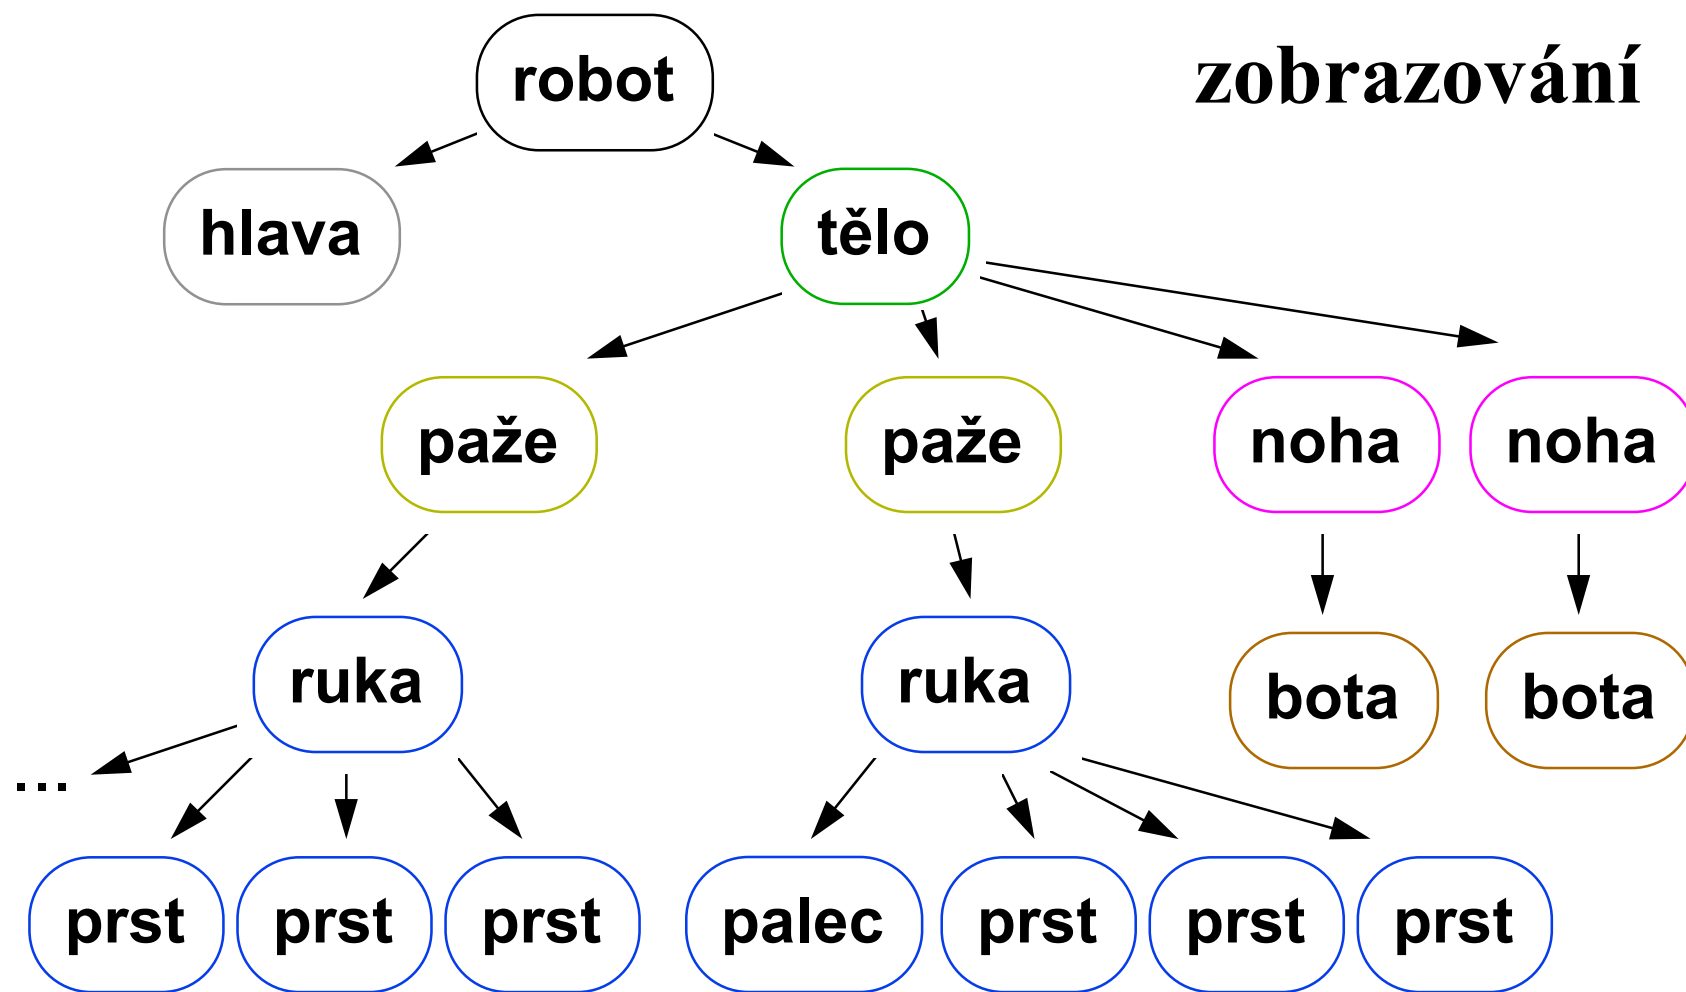 robot
zobrazování
hlava
tělo
paže
paže
noha
noha
ruka
ruka
bota
bota
...
prst
prst
prst
palec
prst
prst
prst